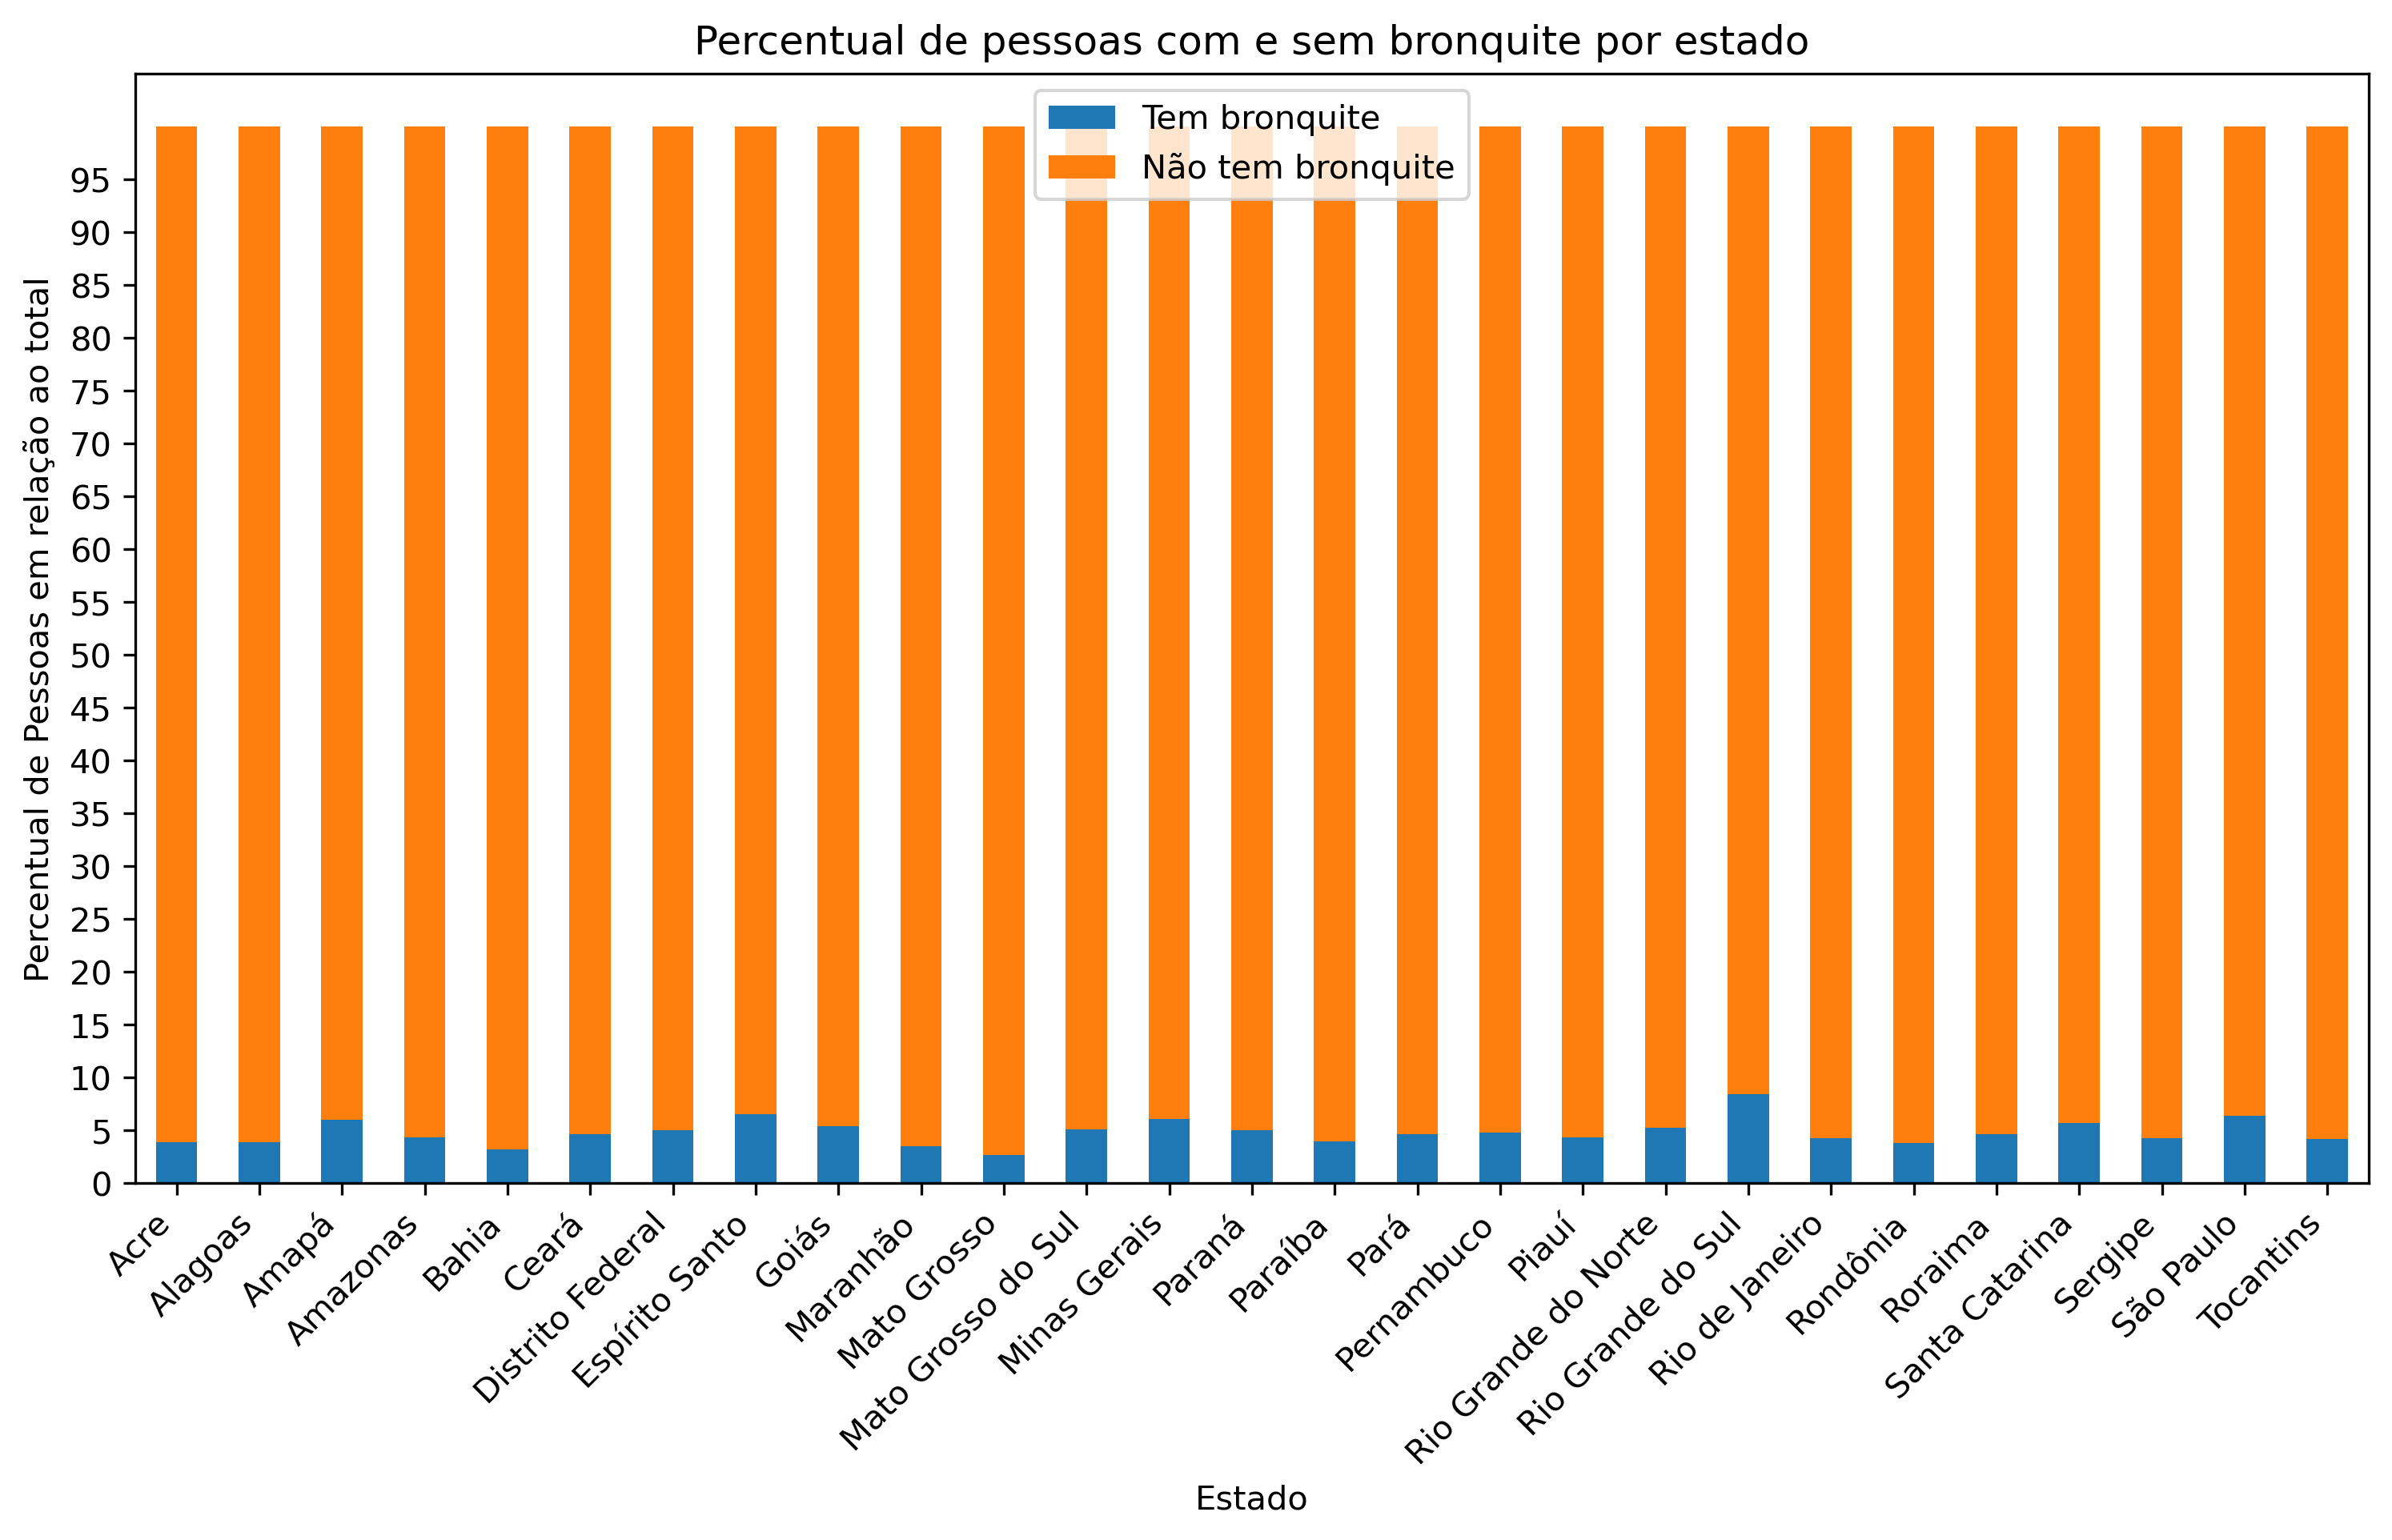 Percentual de pessoas com e sem bronquite por estado
Tem bronquite
Não tem bronquite
Percentual de Pessoas em relação ao total
95
90
85
80
75
70
65
60
55
50
45
40
35
30
25
20
15
10
5
0
Acre
Alagoas
Amapá
Amazonas
Bahia
Ceará
Distrito Federal
Espírito Santo
Goiás
Maranhão
Mato Grosso
Mato Grosso do Sul
Minas Gerais
Paraná
Paraíba
Pará
Pernambuco
Piauí
Rio Grande do Norte
Rio Grande do Sul
Rio de Janeiro
Rondônia
Roraima
Santa Catarina
Sergipe
São Paulo
Tocantins
Estado